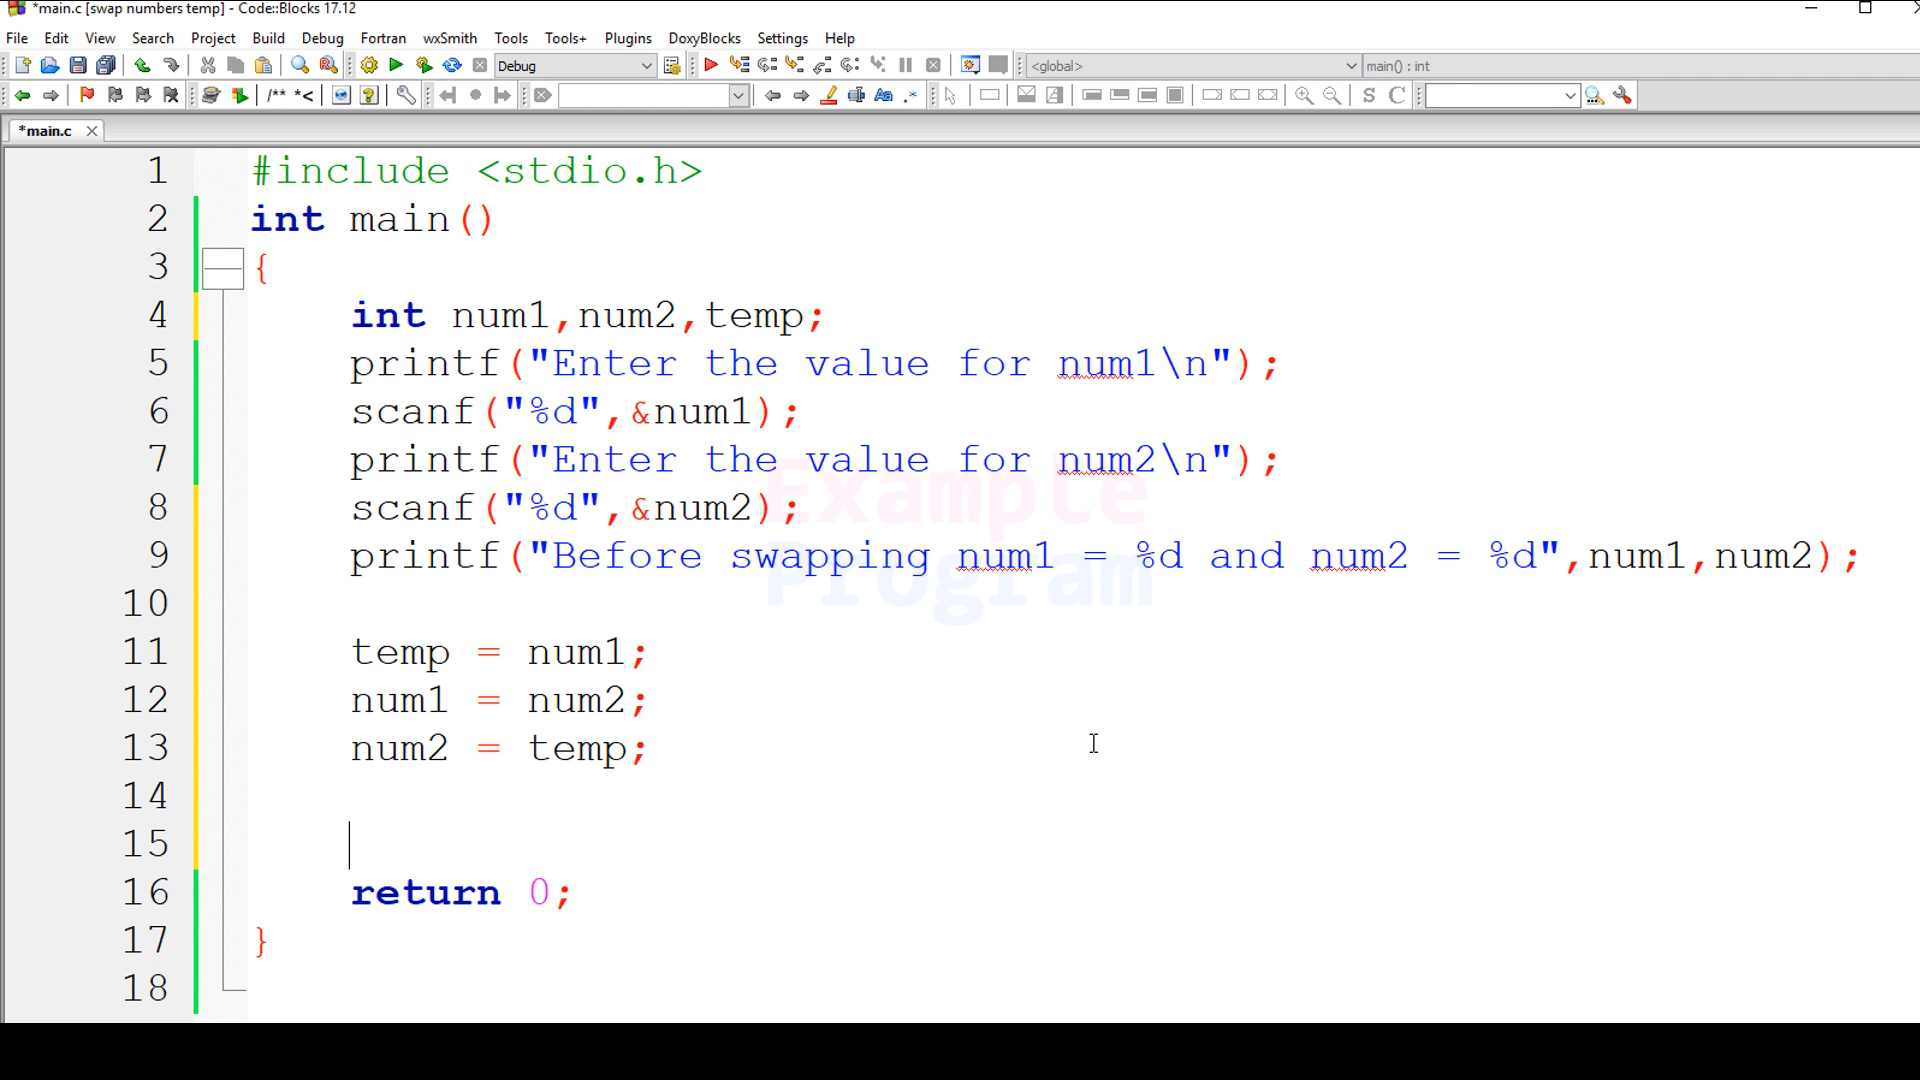 *main.c [swap numbers temp] - Code::Blocks 17.12
File Edit View Search Project Build Debug Fortran wxSmith Tools Tools+ Plugins DoxyBlocks Settings Help
Debug <global> main() : int
/** *< Aa .* S C
*main.c
1 #include <stdio.h>
2 int main()
3 {
4 int num1,num2,temp;
5 printf("Enter the value for num1\n");
6 scanf("%d",&num1);
7 printf("Enter the value for num2\n");
8 scanf("%d",&num2);
9 printf("Before swapping num1 = %d and num2 = %d",num1,num2);
10
11 temp = num1;
12 num1 = num2;
13 num2 = temp;
14
15
16 return 0;
17 }
18
Example
Program